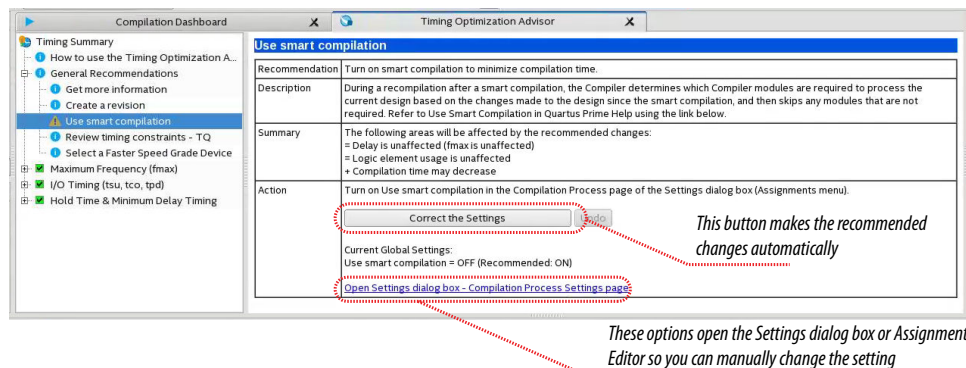 Compilation Dashboard
Timing Optimization Advisor
Timing Summary
How to use the Timing Optimization A...
General Recommendations
Get more information
Create a revision
Use smart compilation
Review timing constraints - TQ
Select a Faster Speed Grade Device
Maximum Frequency (fmax)
I/O Timing (tsu, tco, tpd)
Hold Time & Minimum Delay Timing
Use smart compilation
Recommendation
Turn on smart compilation to minimize compilation time.
Description
During a recompilation after a smart compilation, the Compiler determines which Compiler modules are required to process the
current design based on the changes made to the design since the smart compilation, and then skips any modules that are not
required. Refer to Use Smart Compilation in Quartus Prime Help using the link below.
Summary
The following areas will be affected by the recommended changes:
= Delay is unaffected (fmax is unaffected)
= Logic element usage is unaffected
+ Compilation time may decrease
Action
Turn on Use smart compilation in the Compilation Process page of the Settings dialog box (Assignments menu).
Correct the Settings
Undo
Current Global Settings:
Use smart compilation = OFF (Recommended: ON)
Open Settings dialog box - Compilation Process Settings page
This button makes the recommended
changes automatically
These options open the Settings dialog box or Assignment
Editor so you can manually change the setting